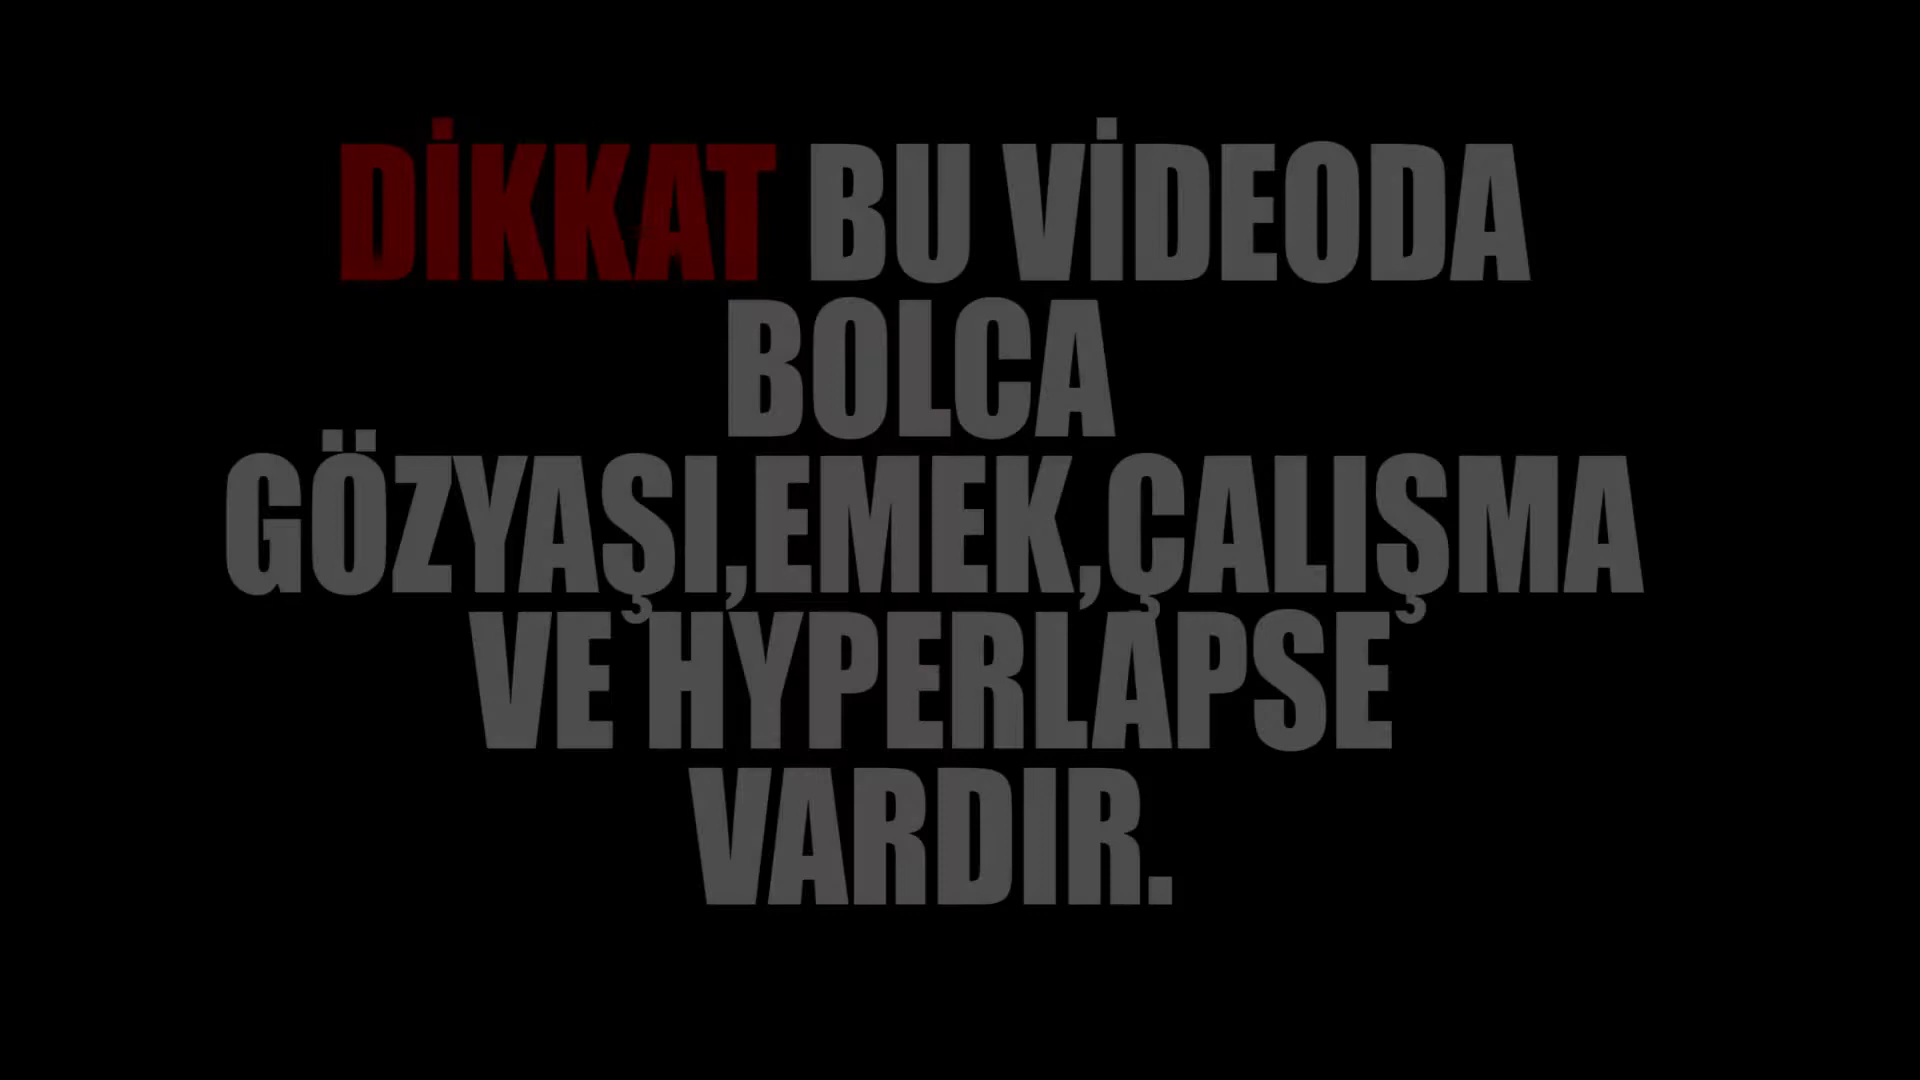 DİKKAT BU VİDEODA
BOLCA
GÖZYAŞI,EMEK,ÇALIŞMA
VE HYPERLAPSE
VARDIR.